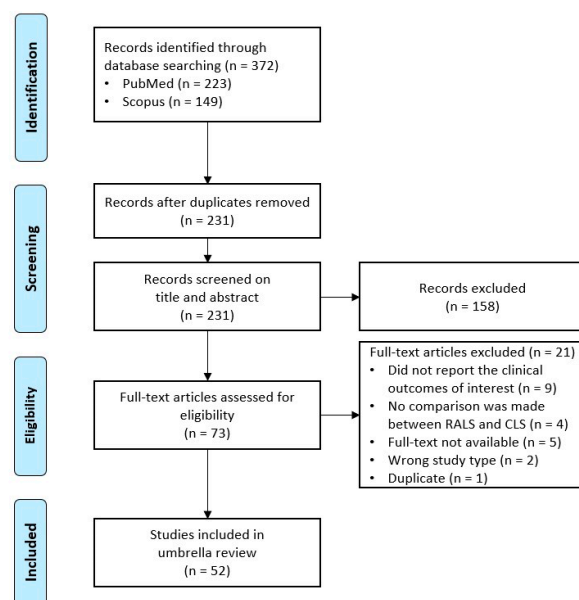 Identification
Records identified through
database searching (n = 372)
• PubMed (n = 223)
• Scopus (n = 149)
Screening
Records after duplicates removed
(n = 231)
Records screened on
title and abstract
(n = 231)
Records excluded
(n = 158)
Eligibility
Full-text articles assessed for
eligibility
(n = 73)
Full-text articles excluded (n = 21)
• Did not report the clinical
outcomes of interest (n = 9)
• No comparison was made
between RALS and CLS (n = 4)
• Full-text not available (n = 5)
• Wrong study type (n = 2)
• Duplicate (n = 1)
Included
Studies included in
umbrella review
(n = 52)